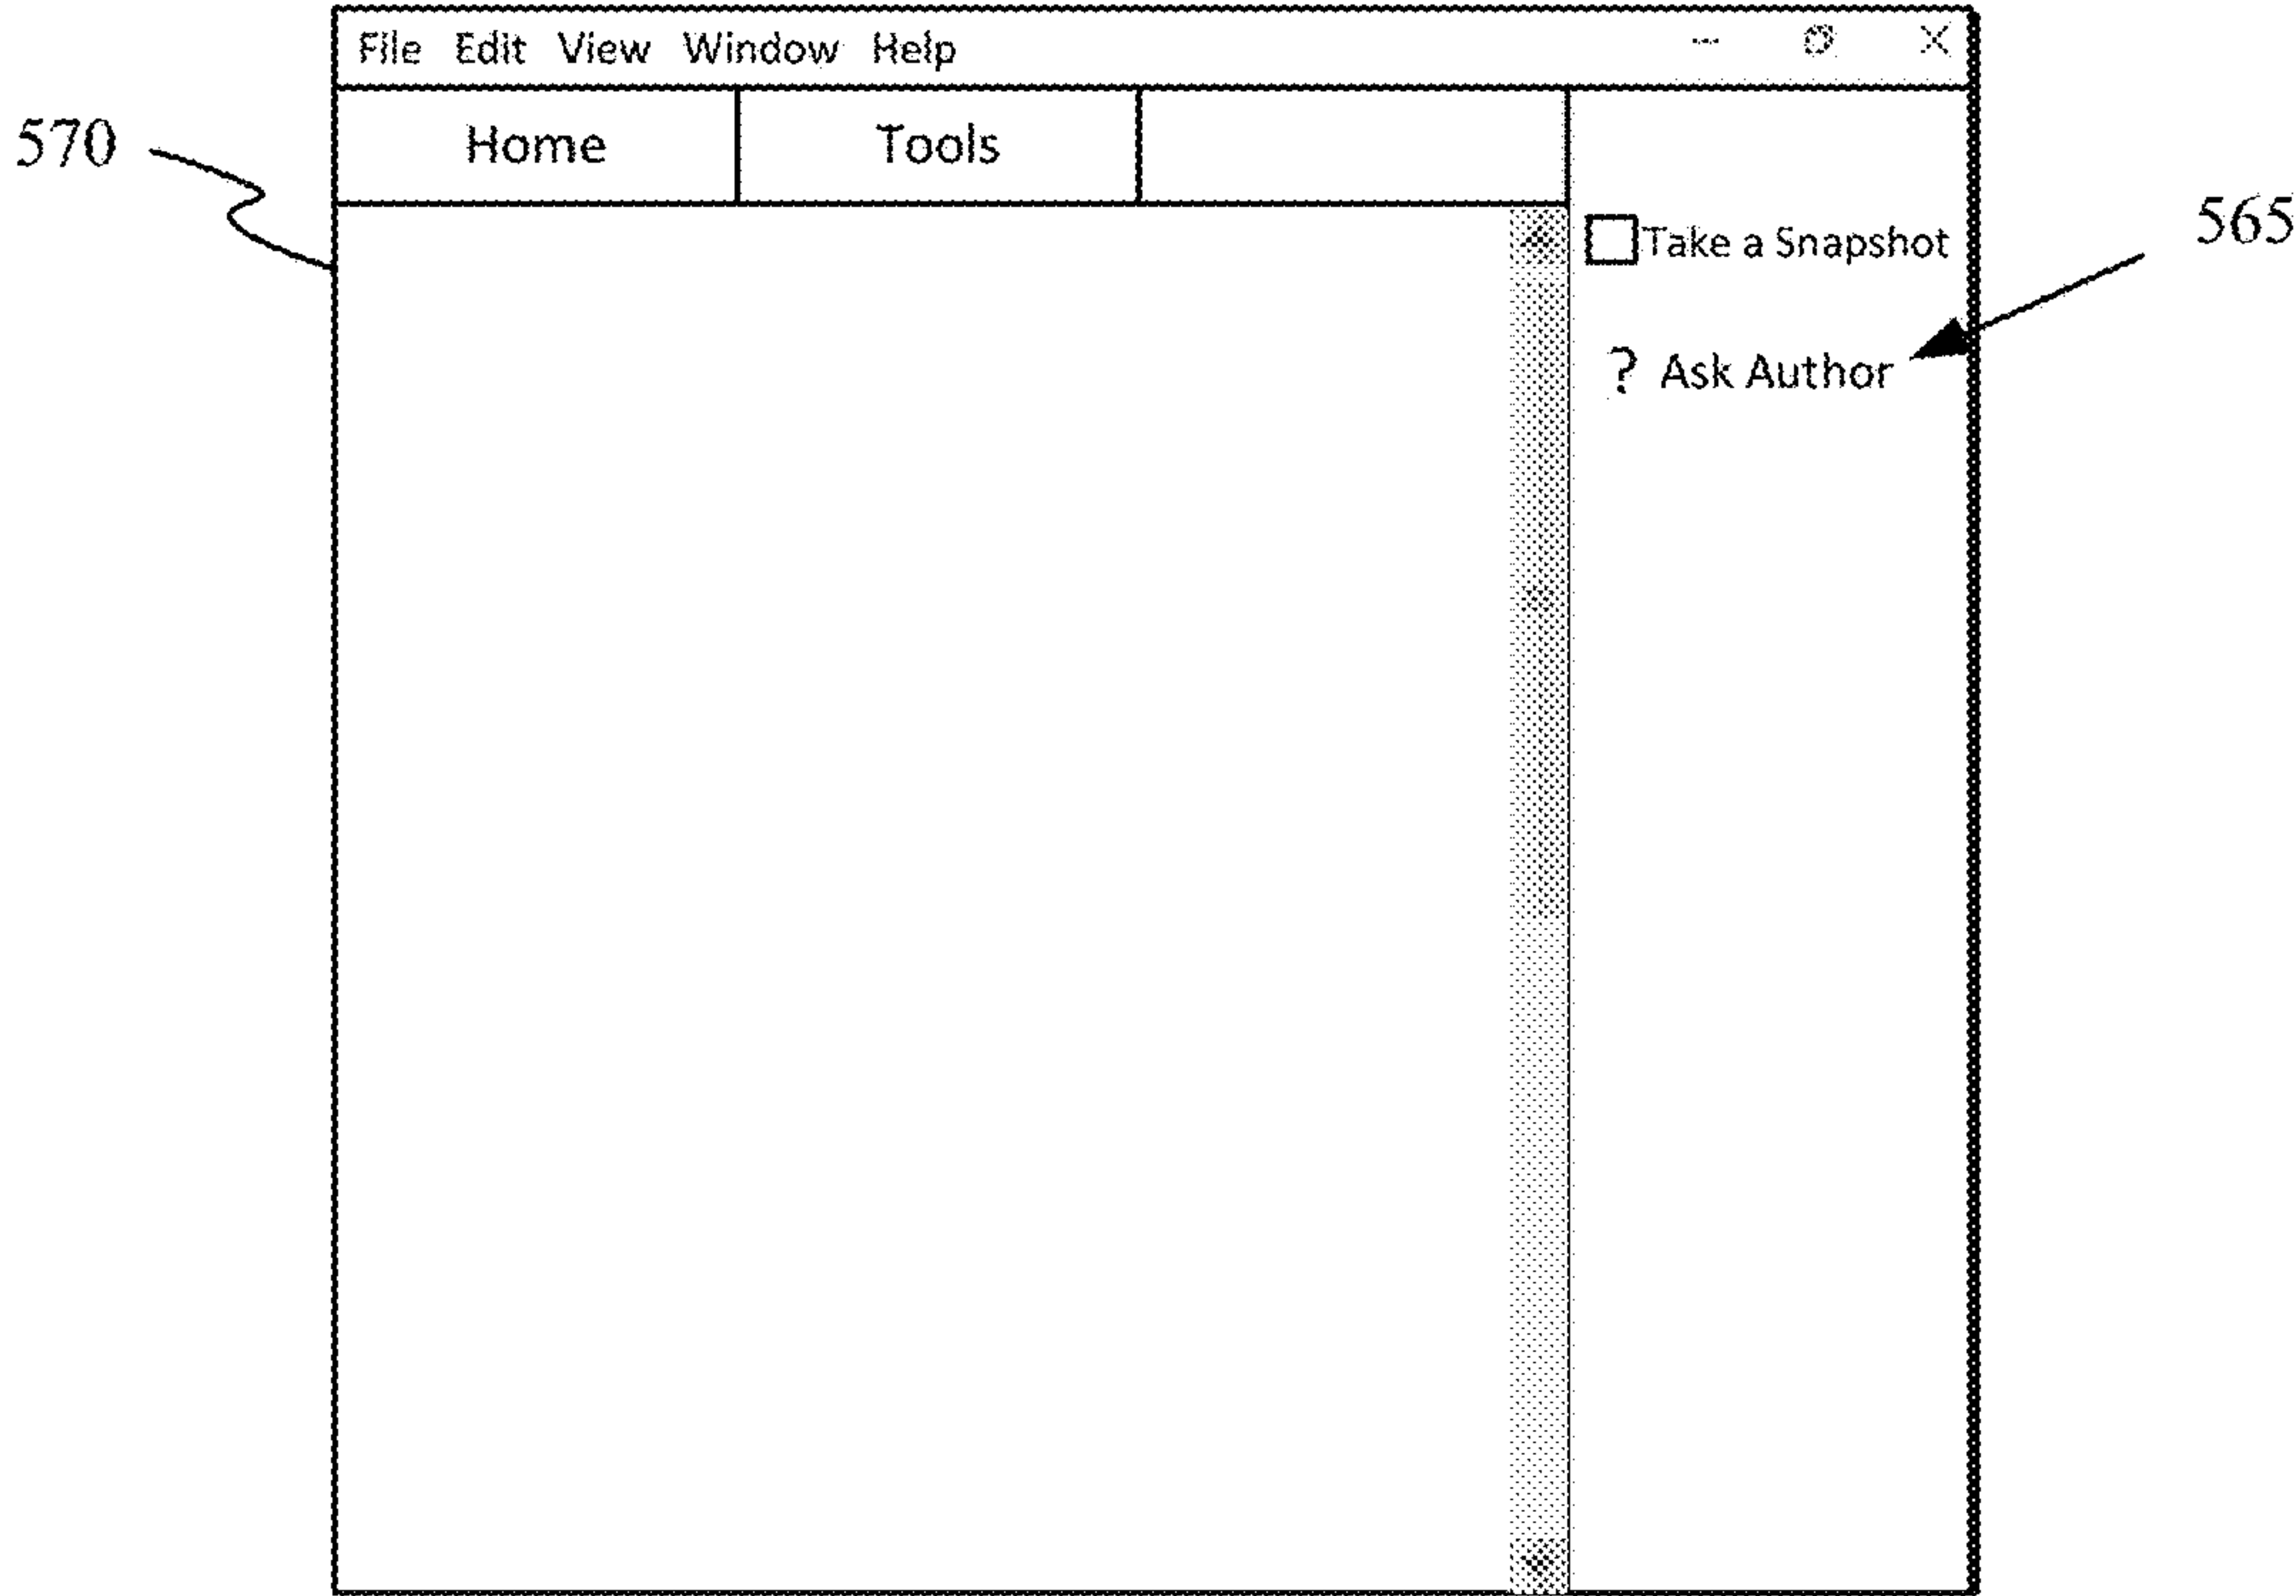 File Edit View Window Help
Home Tools
570
565
Take a Snapshot
? Ask Author